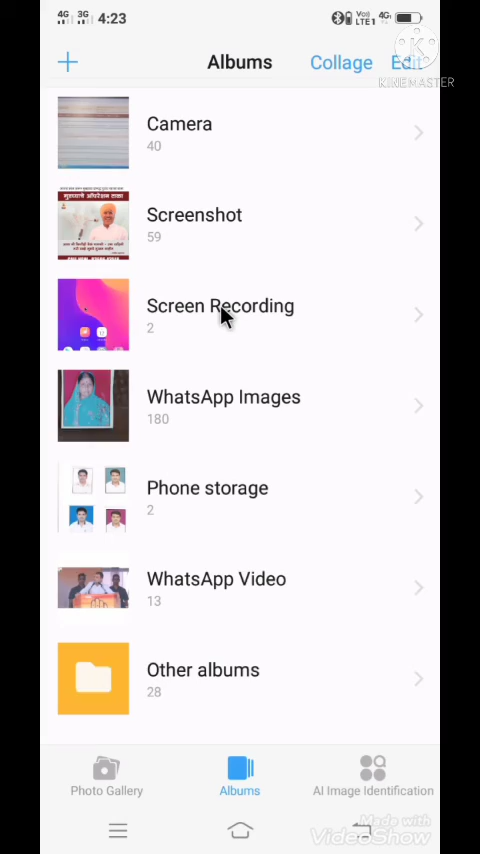 4G 3G 4:23 Vo) LTE1 4G
+ Albums Collage Edit
KINEMASTER
Camera
40
Screenshot
59
Screen Recording
2
WhatsApp Images
180
Phone storage
2
WhatsApp Video
13
Other albums
28
Photo Gallery Albums AI Image Identification
Made with
VideoShow